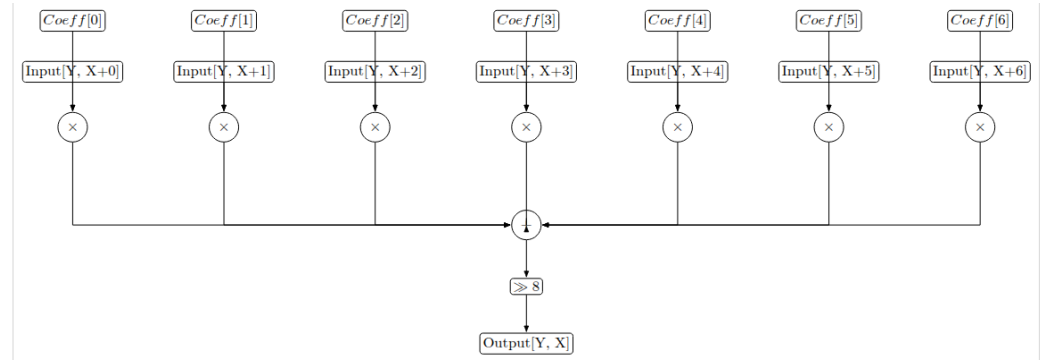 Coeff[0] Coeff[1] Coeff[2] Coeff[3] Coeff[4] Coeff[5] Coeff[6]
Input[Y, X+0] Input[Y, X+1] Input[Y, X+2] Input[Y, X+3] Input[Y, X+4] Input[Y, X+5] Input[Y, X+6]
× × × × × × ×
+
≫ 8
Output[Y, X]